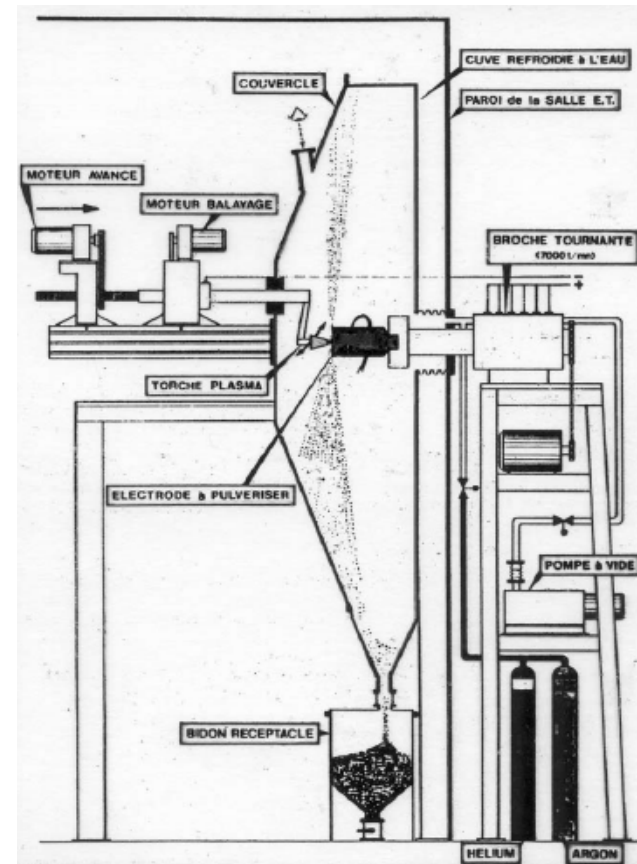 CUVE REFROIDIE à L'EAU
COUVERCLE
PAROI de la SALLE E.T.
MOTEUR AVANCE
MOTEUR BALAYAGE
BROCHE TOURNANTE
(7000 t/mn)
-
+
TORCHE PLASMA
ELECTRODE à PULVERISER
POMPE à VIDE
BIDON RECEPTACLE
HELIUM
ARGON